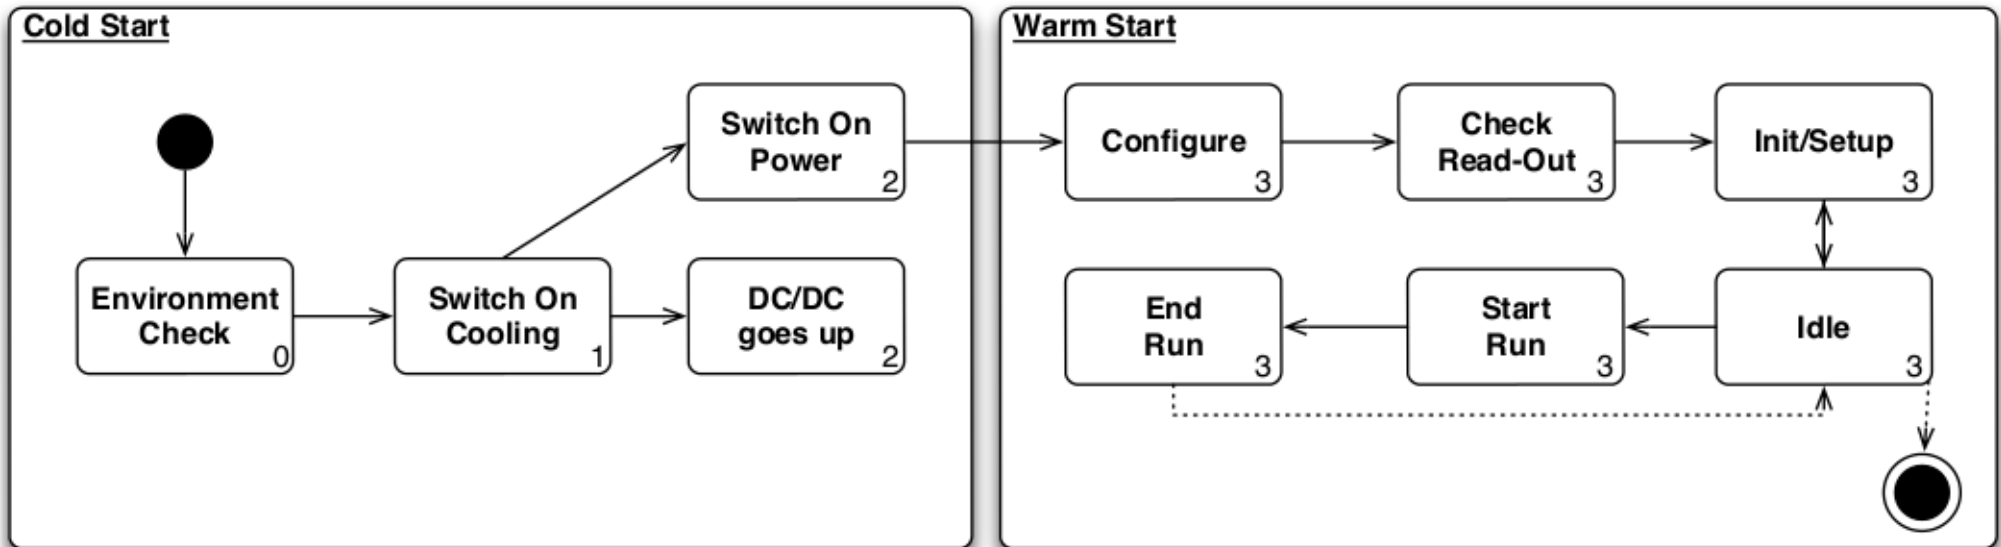 Cold Start
Switch On
Power
2
Environment
Check
0
Switch On
Cooling
1
DC/DC
goes up
2
Warm Start
Configure
3
Check
Read-Out
3
Init/Setup
3
End
Run
3
Start
Run
3
Idle
3